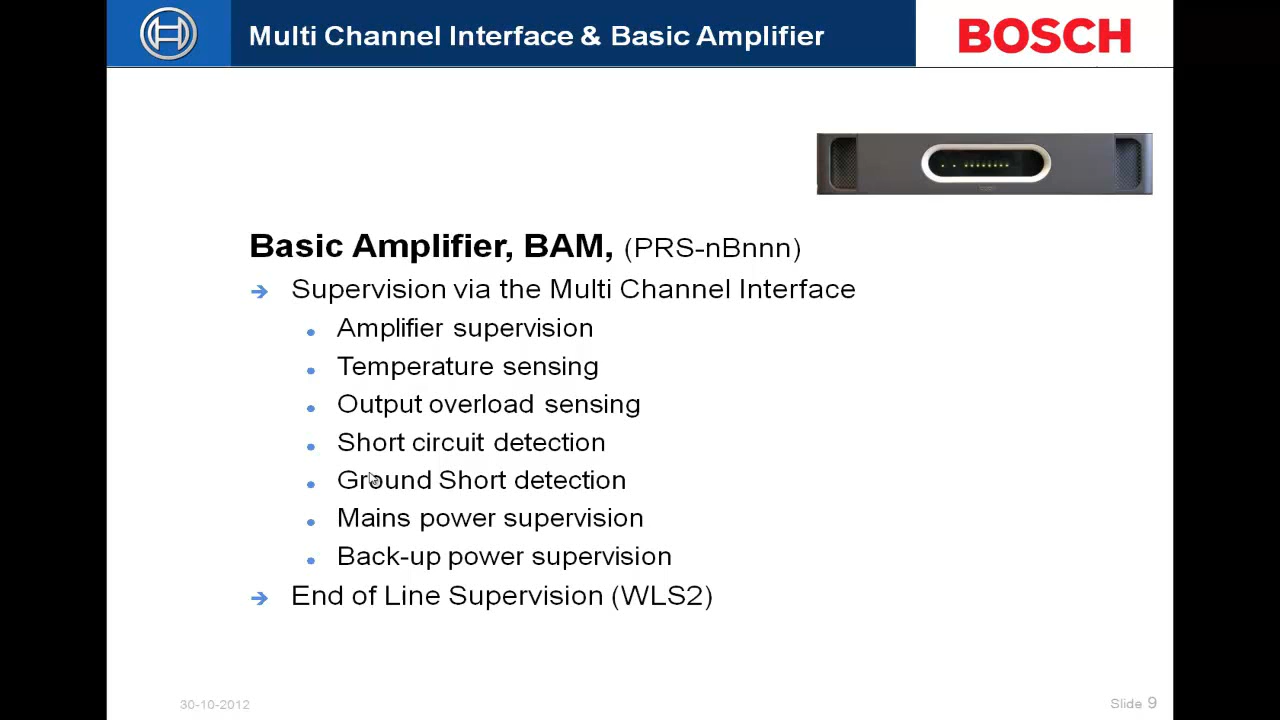 Multi Channel Interface & Basic Amplifier
BOSCH
Basic Amplifier, BAM, (PRS-nBnnn)
Supervision via the Multi Channel Interface
Amplifier supervision
Temperature sensing
Output overload sensing
Short circuit detection
Ground Short detection
Mains power supervision
Back-up power supervision
End of Line Supervision (WLS2)
30-10-2012
Slide 9